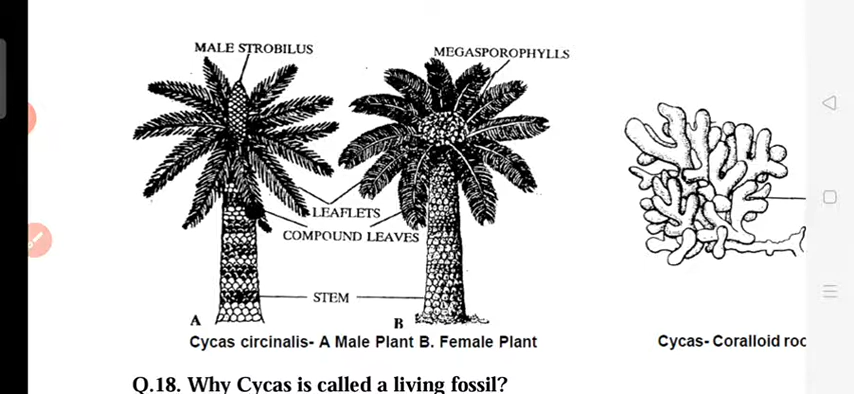 MALE STROBILUS
MEGASPOROPHYLLS
LEAFLETS
COMPOUND LEAVES
STEM
A
B
Cycas circinalis- A Male Plant B. Female Plant
Cycas- Coralloid
Q.18. Why Cycas is called a living fossil?